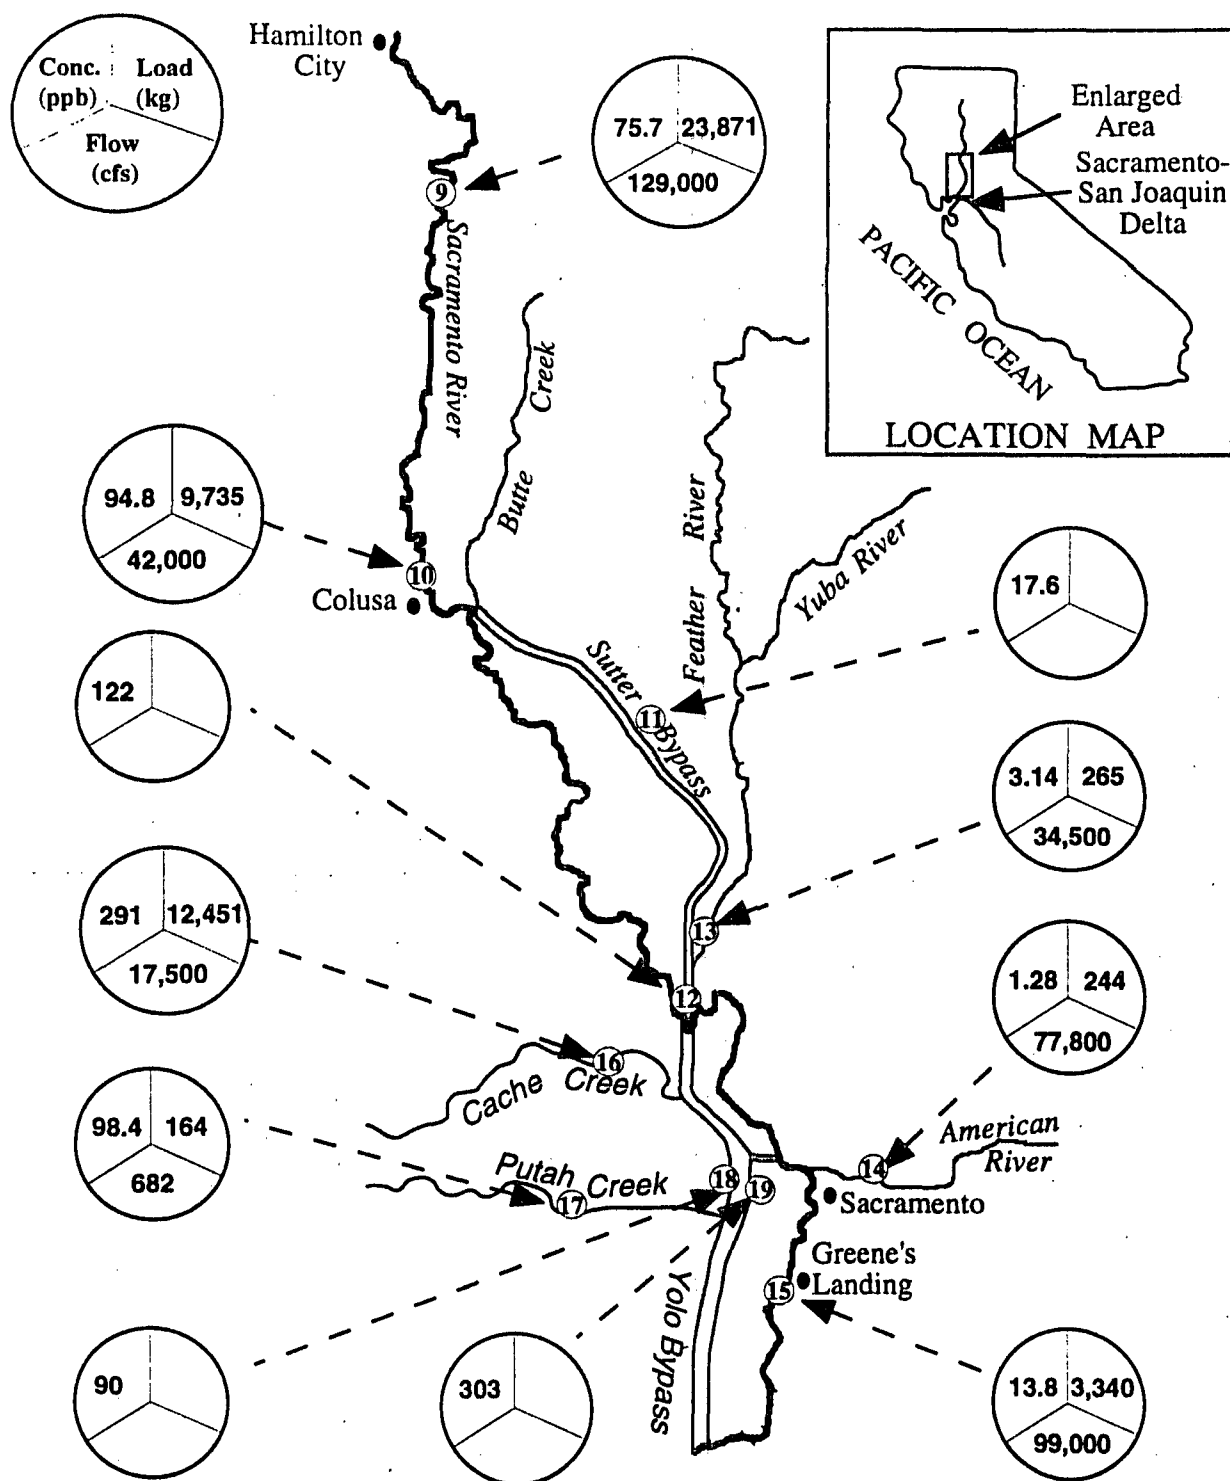 Hamilton
City
Conc.
(ppb)
Load
(kg)
Flow
(cfs)
75.7
23,871
129,000
9
Sacramento River
Enlarged
Area
Sacramento-
San Joaquin
Delta
PACIFIC OCEAN
LOCATION MAP
Butte Creek
Feather River
Yuba River
94.8
9,735
42,000
10
Colusa
17.6
Sutter Bypass
11
122
3.14
265
34,500
13
291
12,451
17,500
12
1.28
244
77,800
16
Cache Creek
98.4
164
682
American
River
Putah Creek
17
18
19
14
Sacramento
Greene's
Landing
15
Yolo Bypass
90
303
13.8
3,340
99,000